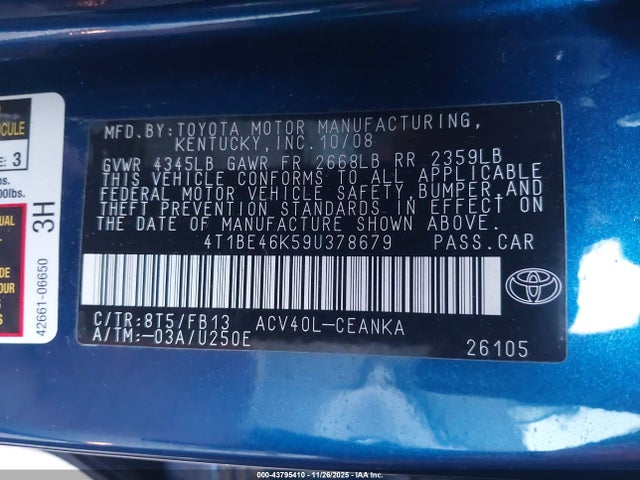 MFD. BY: TOYOTA MOTOR MANUFACTURING,
KENTUCKY, INC. 10/08
GVWR 4345LB GAWR FR 2668LB RR 2359LB
THIS VEHICLE CONFORMS TO ALL APPLICABLE
FEDERAL MOTOR VEHICLE SAFETY, BUMPER, AND
THEFT PREVENTION STANDARDS IN EFFECT ON
THE DATE OF MANUFACTURE SHOWN ABOVE.
4T1BE46K59U378679 PASS.CAR
C/TR:8T5/FB13 ACV40L-CEANKA
A/TM:-03A/U250E 26105
3
3H
42661-06650
00-43795410 - 11/26/2025 - IAA Inc.